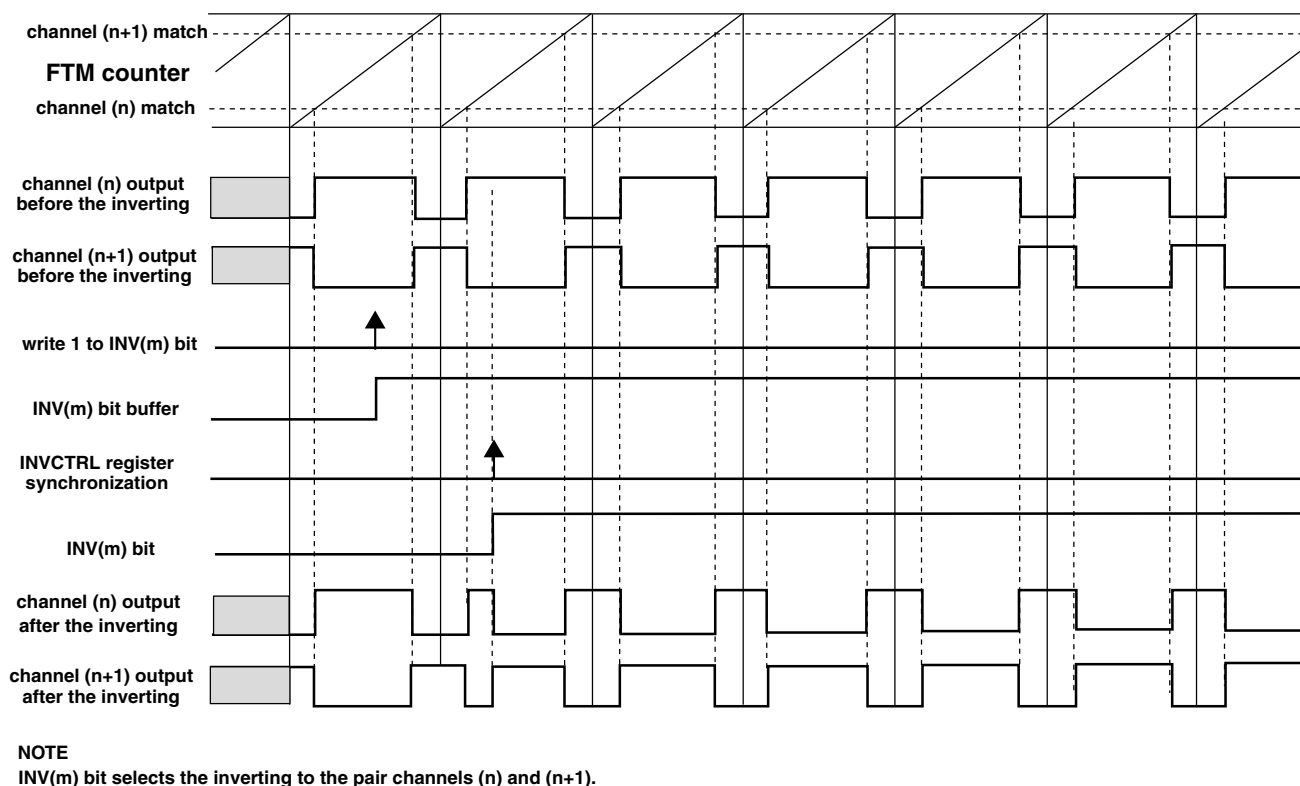 channel (n+1) match
FTM counter
channel (n) match
channel (n) output
before the inverting
channel (n+1) output
before the inverting
write 1 to INV(m) bit
INV(m) bit buffer
INVCTRL register
synchronization
INV(m) bit
channel (n) output
after the inverting
channel (n+1) output
after the inverting
NOTE
INV(m) bit selects the inverting to the pair channels (n) and (n+1).